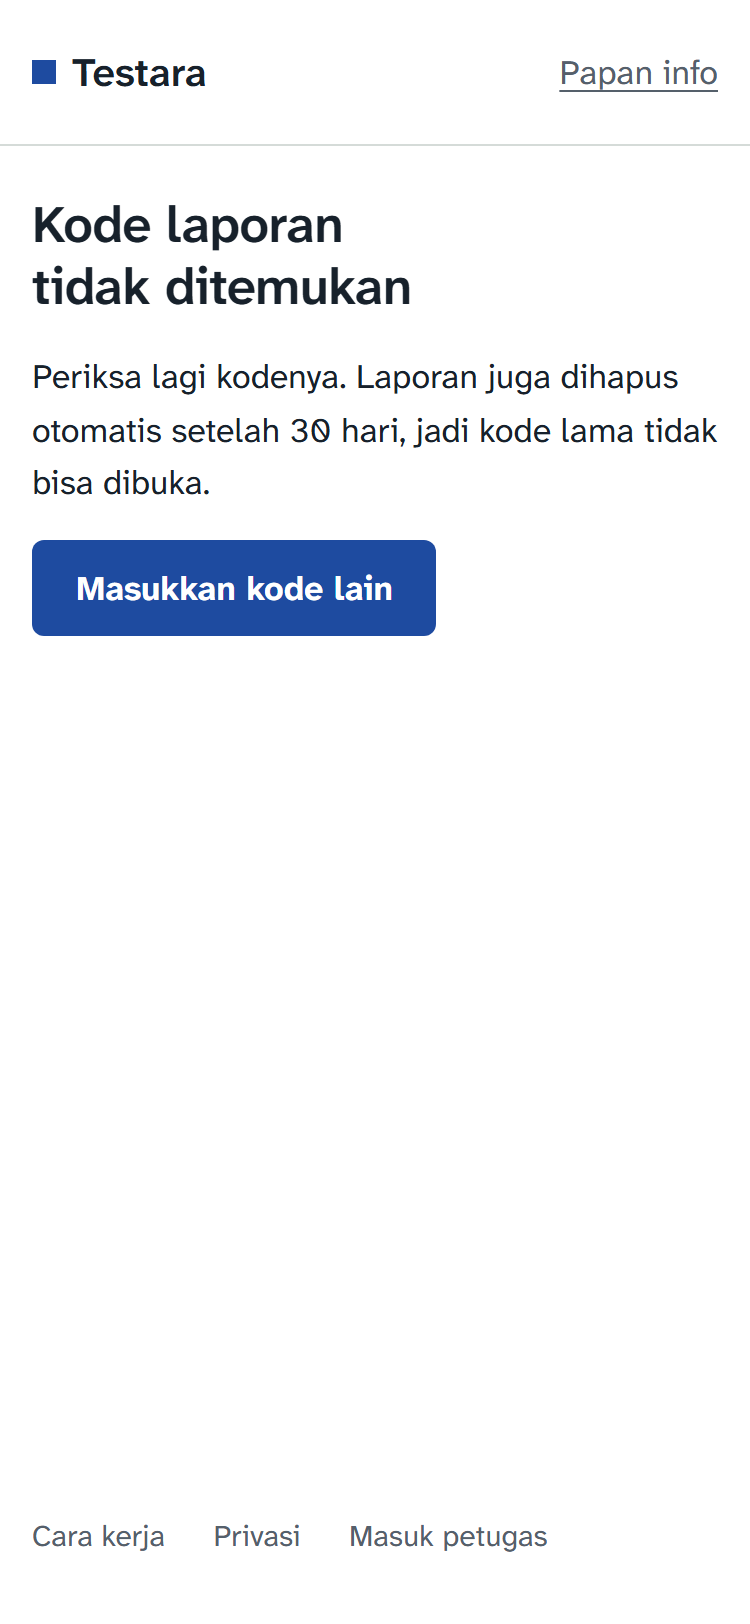 Testara
Papan info
Kode laporan
tidak ditemukan
Periksa lagi kodenya. Laporan juga dihapus
otomatis setelah 30 hari, jadi kode lama tidak
bisa dibuka.
Masukkan kode lain
Cara kerja
Privasi
Masuk petugas